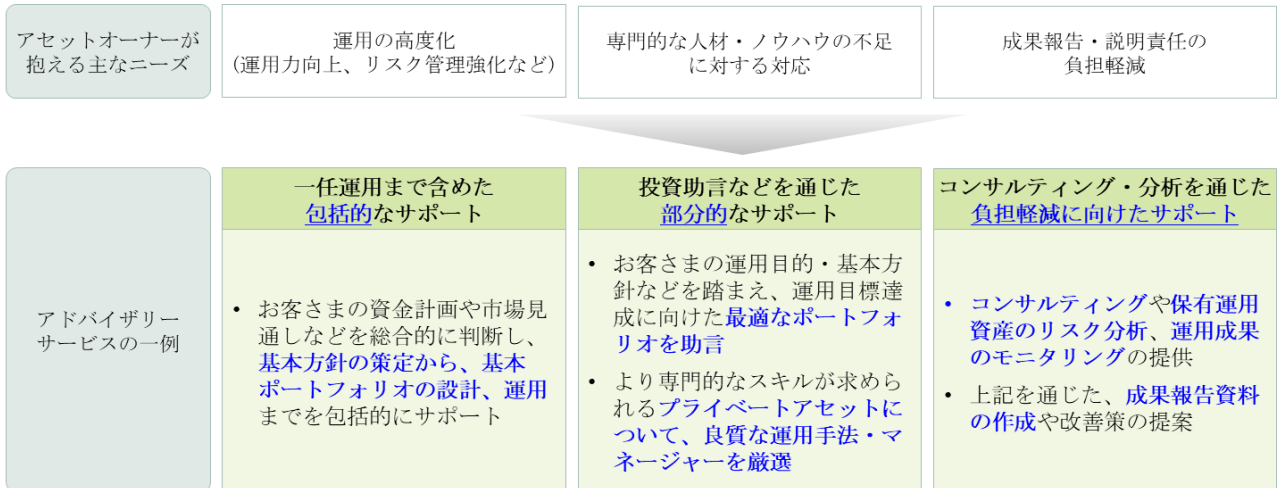 アセットオーナーが
抱える主なニーズ
運用の高度化
(運用力向上、リスク管理強化など)
専門的な人材・ノウハウの不足
に対する対応
成果報告・説明責任の
負担軽減
アドバイザリー
サービスの一例
一任運用まで含めた
包括的なサポート
• お客さまの資金計画や市場見
通しなどを総合的に判断し、
基本方針の策定から、基本
ポートフォリオの設計、運用
までを包括的にサポート
投資助言などを通じた
部分的なサポート
• お客さまの運用目的・基本方
針などを踏まえ、運用目標達
成に向けた最適なポートフォ
リオを助言
• より専門的なスキルが求めら
れるプライベートアセットに
ついて、良質な運用手法・マ
ネージャーを厳選
コンサルティング・分析を通じた
負担軽減に向けたサポート
• コンサルティングや保有運用
資産のリスク分析、運用成果
のモニタリングの提供
• 上記を通じた、成果報告資料
の作成や改善策の提案